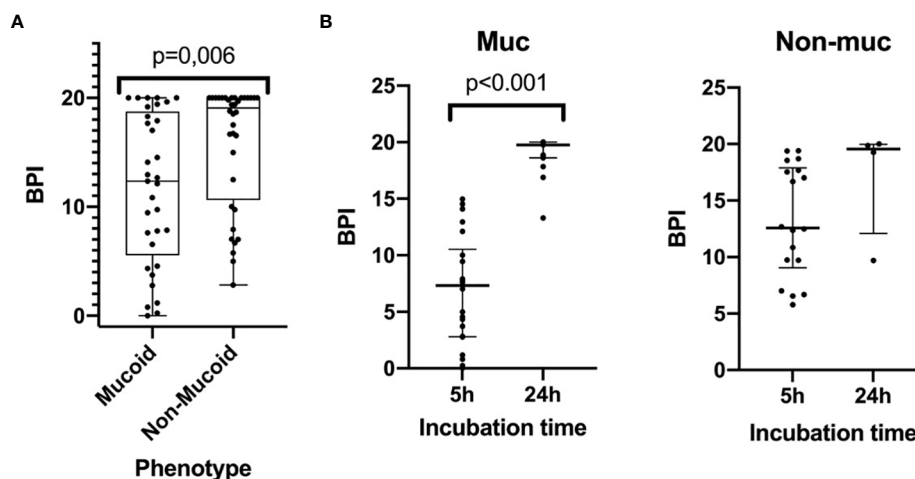 A
p=0,006
BPI
20
10
0
Mucoid
Non-Mucoid
Phenotype
B
Muc
p<0.001
BPI
25
20
15
10
5
0
5h
24h
Incubation time
Non-muc
BPI
25
20
15
10
5
0
5h
24h
Incubation time